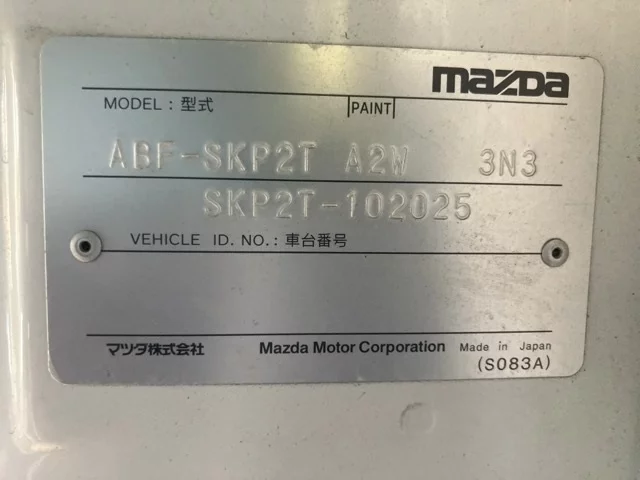 mazda
MODEL : 型式
PAINT
ABF-SKP2T A2W 3N3
SKP2T-102025
VEHICLE ID. NO. : 車台番号
マツダ株式会社 Mazda Motor Corporation Made in Japan
(S083A)